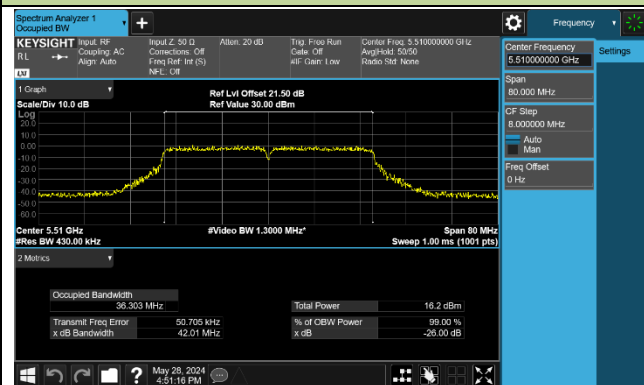 Spectrum Analyzer 1
Occupied BW
Frequency
KEYSIGHT
RL
LXI
Input: RF
Coupling: AC
Align: Auto
Input Z: 50 Ω
Corrections: Off
Freq Ref: Int (S)
NFE: Off
Atten: 20 dB
Trig: Free Run
Gate: Off
#IF Gain: Low
Center Freq: 5.510000000 GHz
Avg|Hold: 50/50
Radio Std: None
Center Frequency
5.510000000 GHz
Settings
Span
80.000 MHz
CF Step
8.000000 MHz
Auto
Man
Freq Offset
0 Hz
1 Graph
Scale/Div 10.0 dB
Ref Lvl Offset 21.50 dB
Ref Value 30.00 dBm
Log
20.0
10.0
0.00
-10.0
-20.0
-30.0
-40.0
-50.0
-60.0
Center 5.51 GHz
#Video BW 1.3000 MHz*
Span 80 MHz
#Res BW 430.00 kHz
Sweep 1.00 ms (1001 pts)
2 Metrics
Occupied Bandwidth
36.303 MHz
Total Power 16.2 dBm
Transmit Freq Error 50.705 kHz
% of OBW Power 99.00 %
x dB Bandwidth 42.01 MHz
x dB -26.00 dB
May 28, 2024
4:51:16 PM